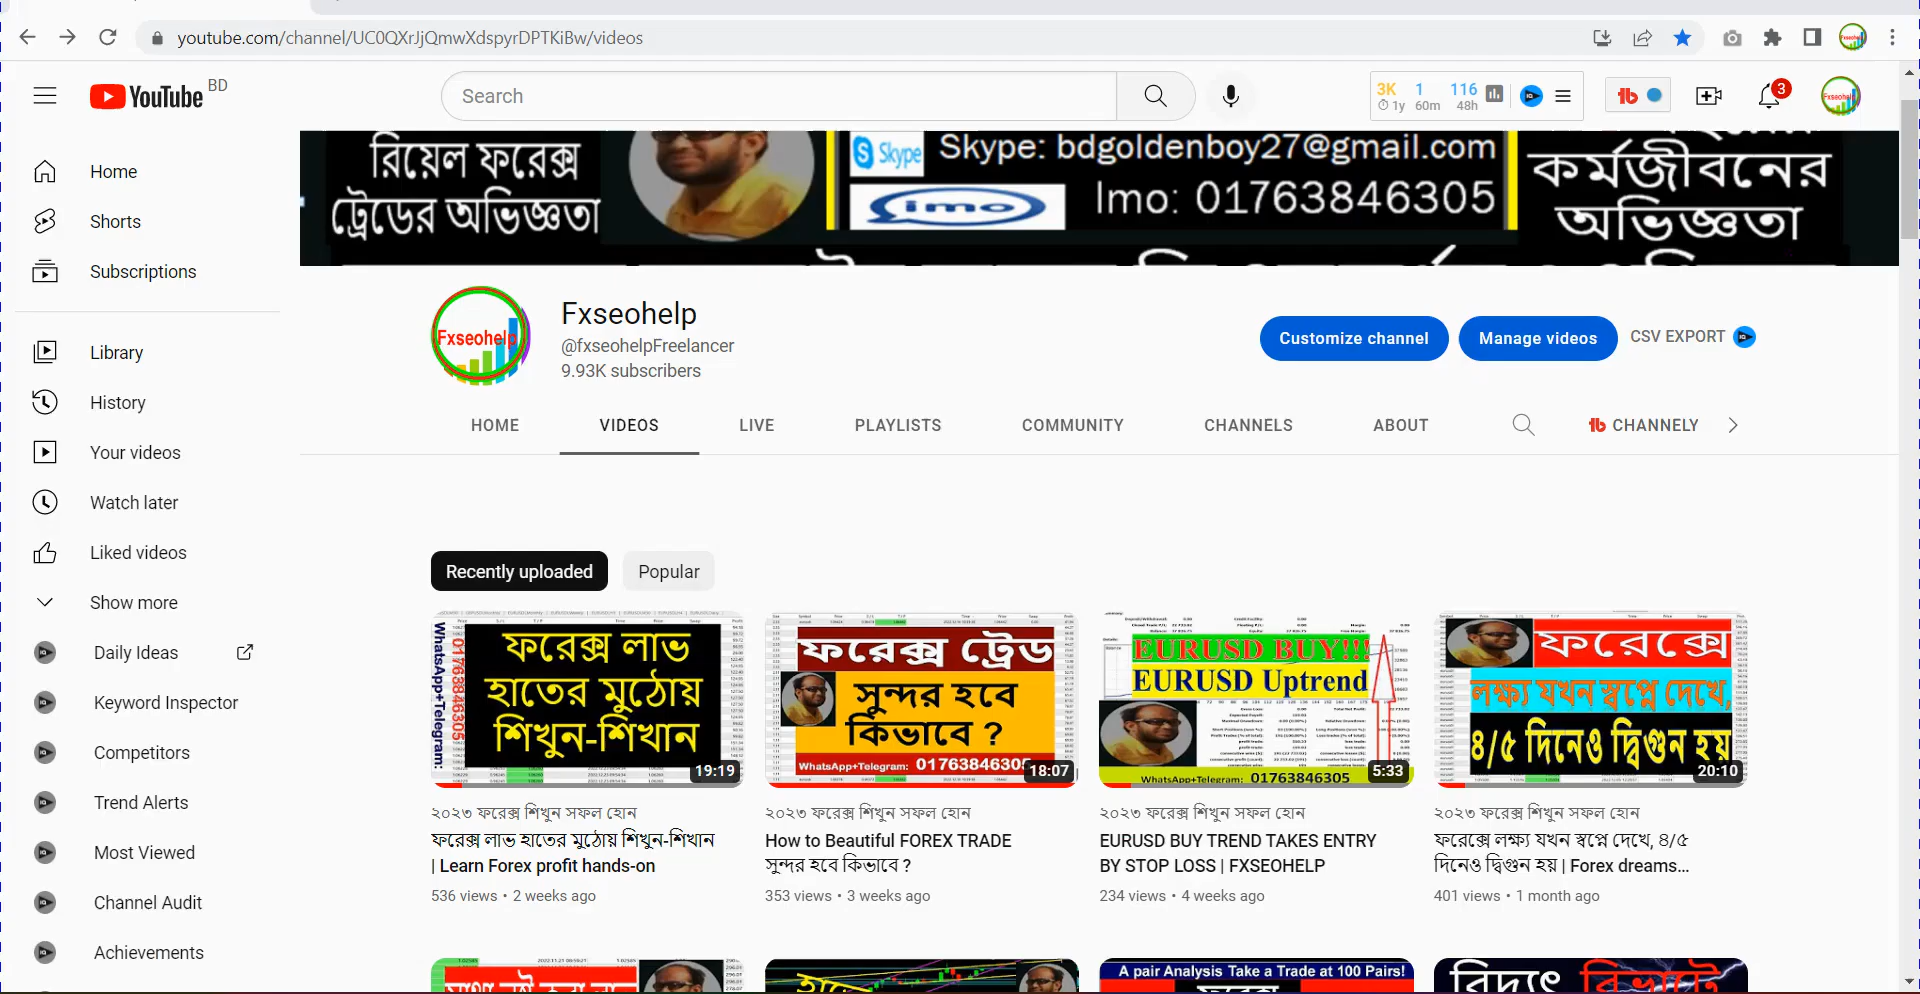 youtube.com/channel/UC0QXrJjQmwXdspyrDPTKiBw/videos
YouTube BD
Search
3K 1 116
1y 60m 48h
3
রিয়েল ফরেক্স
ট্রেডের অভিজ্ঞতা
Skype
Skype: bdgoldenboy27@gmail.com
imo
Imo: 01763846305
কর্মজীবনের
অভিজ্ঞতা
Home
Shorts
Subscriptions
Library
History
Your videos
Watch later
Liked videos
Show more
Daily Ideas
Keyword Inspector
Competitors
Trend Alerts
Most Viewed
Channel Audit
Achievements
Fxseohelp
Fxseohelp
@fxseohelpFreelancer
9.93K subscribers
Customize channel
Manage videos
CSV EXPORT
HOME
VIDEOS
LIVE
PLAYLISTS
COMMUNITY
CHANNELS
ABOUT
CHANNELY
Recently uploaded
Popular
WhatsApp+Telegram:
01763846305
ফরেক্স লাভ
হাতের মুঠোয়
শিখুন-শিখান
19:19
২০২৩ ফরেক্স শিখুন সফল হোন
ফরেক্স লাভ হাতের মুঠোয় শিখুন-শিখান
| Learn Forex profit hands-on
536 views • 2 weeks ago
ফরেক্স ট্রেড
সুন্দর হবে
কিভাবে ?
WhatsApp+Telegram: 01763846305
18:07
২০২৩ ফরেক্স শিখুন সফল হোন
How to Beautiful FOREX TRADE
সুন্দর হবে কিভাবে ?
353 views • 3 weeks ago
EURUSD BUY!!!
EURUSD Uptrend
WhatsApp+Telegram: 01763846305
5:33
২০২৩ ফরেক্স শিখুন সফল হোন
EURUSD BUY TREND TAKES ENTRY
BY STOP LOSS | FXSEOHELP
234 views • 4 weeks ago
ফরেক্সে
লক্ষ্য যখন স্বপ্নে দেখে,
৪/৫ দিনেও দ্বিগুন হয়
20:10
২০২৩ ফরেক্স শিখুন সফল হোন
ফরেক্সে লক্ষ্য যখন স্বপ্নে দেখে, ৪/৫
দিনেও দ্বিগুন হয় | Forex dreams...
401 views • 1 month ago
A pair Analysis Take a Trade at 100 Pairs!
ফরেক্স
বিদ্যুৎ বিভ্রাটে